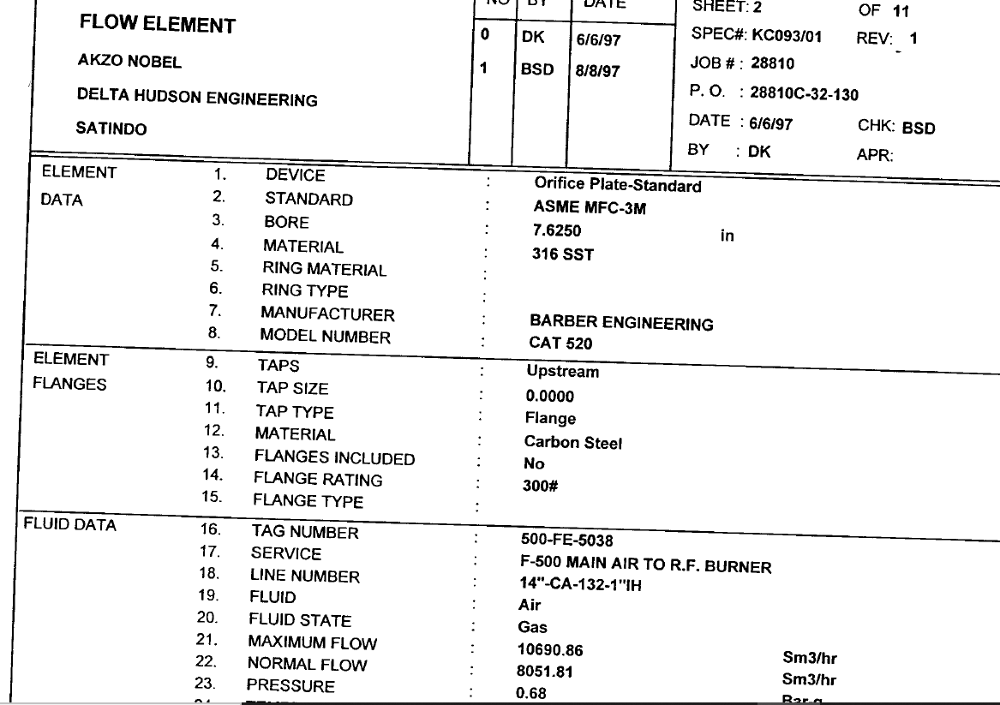 FLOW ELEMENT
AKZO NOBEL
DELTA HUDSON ENGINEERING
SATINDO
NO BY DATE
0 DK 6/6/97
1 BSD 8/8/97
SHEET: 2 OF 11
SPEC#: KC093/01 REV: 1
JOB # : 28810
P. O. : 28810C-32-130
DATE : 6/6/97 CHK: BSD
BY : DK APR:
ELEMENT 1. DEVICE : Orifice Plate-Standard
DATA 2. STANDARD : ASME MFC-3M
3. BORE : 7.6250 in
4. MATERIAL : 316 SST
5. RING MATERIAL :
6. RING TYPE :
7. MANUFACTURER : BARBER ENGINEERING
8. MODEL NUMBER : CAT 520
ELEMENT 9. TAPS : Upstream
FLANGES 10. TAP SIZE : 0.0000
11. TAP TYPE : Flange
12. MATERIAL : Carbon Steel
13. FLANGES INCLUDED : No
14. FLANGE RATING : 300#
15. FLANGE TYPE :
FLUID DATA 16. TAG NUMBER : 500-FE-5038
17. SERVICE : F-500 MAIN AIR TO R.F. BURNER
18. LINE NUMBER : 14"-CA-132-1"IH
19. FLUID : Air
20. FLUID STATE : Gas
21. MAXIMUM FLOW : 10690.86 Sm3/hr
22. NORMAL FLOW : 8051.81 Sm3/hr
23. PRESSURE : 0.68 Bar-g